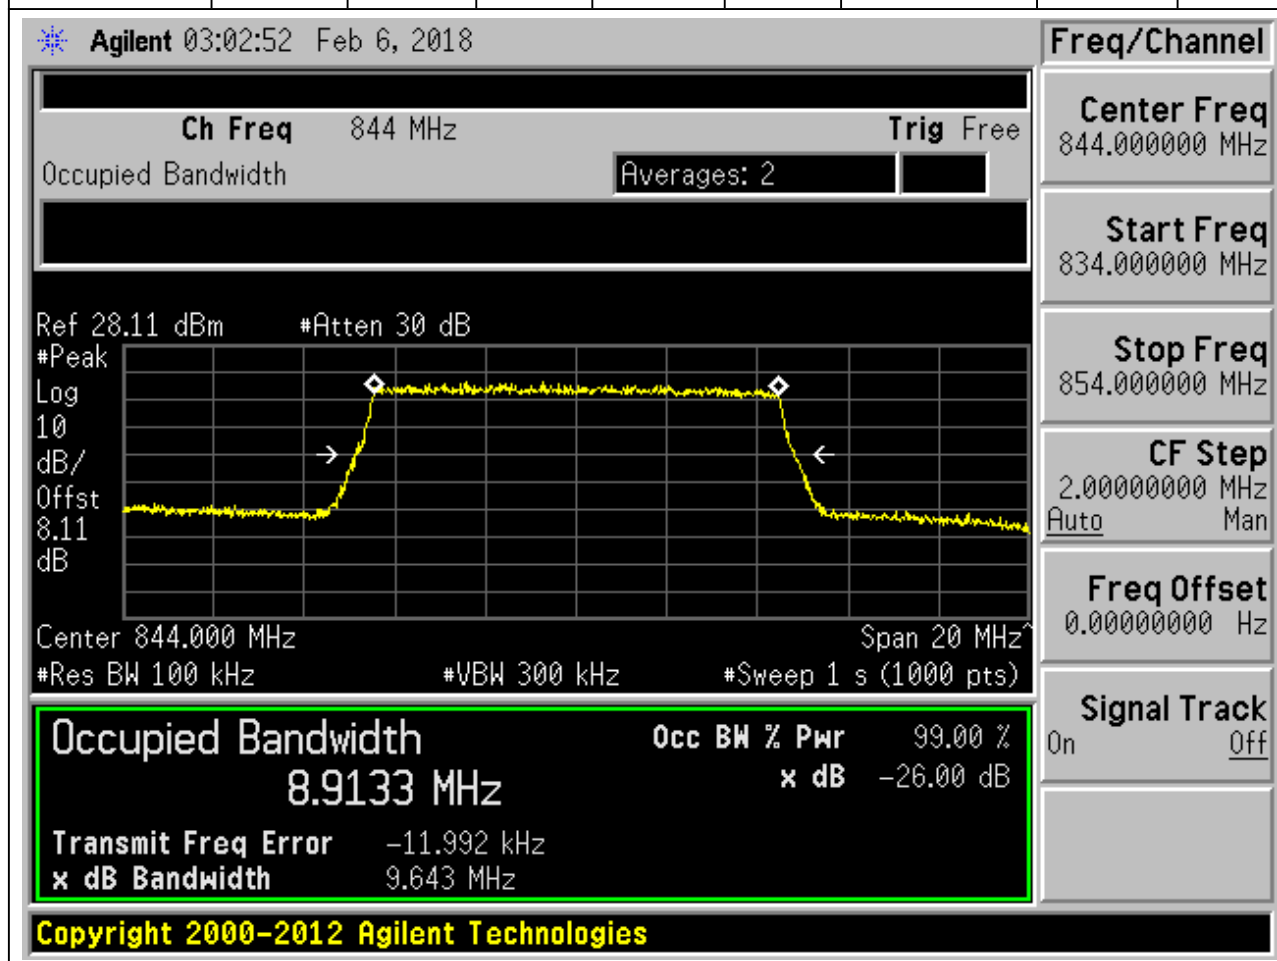 Agilent 03:02:52 Feb 6, 2018
Freq/Channel
Ch Freq 844 MHz Trig Free
Occupied Bandwidth Averages: 2
Ref 28.11 dBm #Atten 30 dB
#Peak
Log
10
dB/
Offst
8.11
dB
Center 844.000 MHz Span 20 MHz^
#Res BW 100 kHz #VBW 300 kHz #Sweep 1 s (1000 pts)
Occupied Bandwidth Occ BW % Pwr 99.00 %
8.9133 MHz x dB -26.00 dB
Transmit Freq Error -11.992 kHz
x dB Bandwidth 9.643 MHz
Center Freq
844.000000 MHz
Start Freq
834.000000 MHz
Stop Freq
854.000000 MHz
CF Step
2.00000000 MHz
Auto Man
Freq Offset
0.00000000 Hz
Signal Track
On Off
Copyright 2000-2012 Agilent Technologies